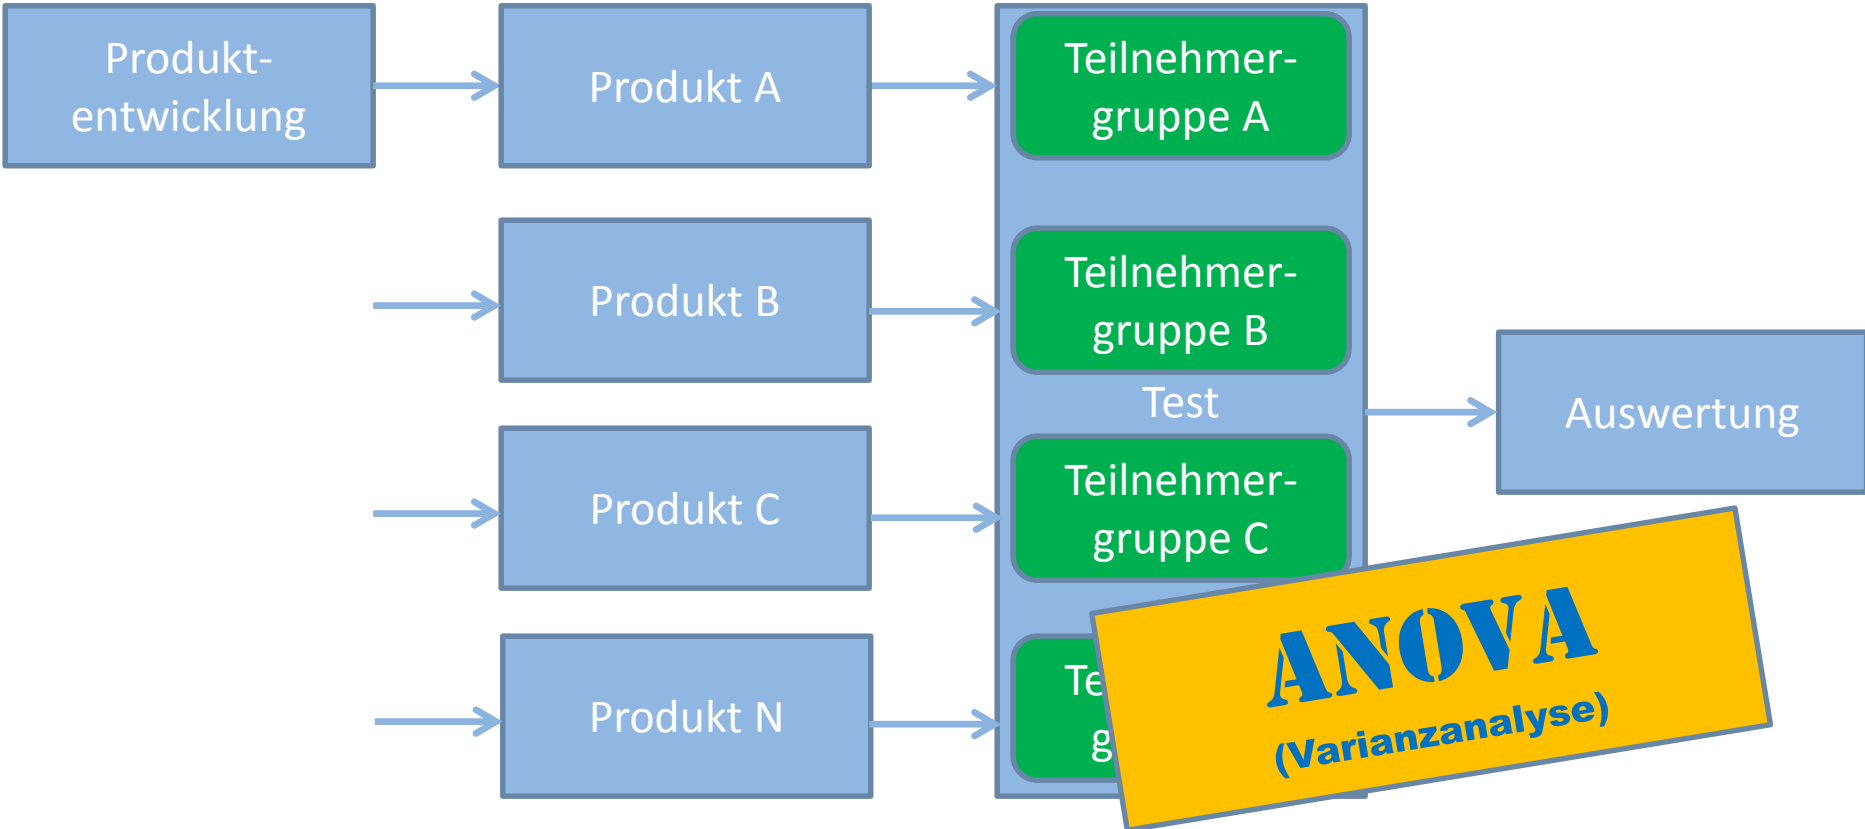 Produkt-
entwicklung
Produkt A
Teilnehmer-
gruppe A
Produkt B
Teilnehmer-
gruppe B
Test
Auswertung
Produkt C
Teilnehmer-
gruppe C
Produkt N
ANOVA
(Varianzanalyse)